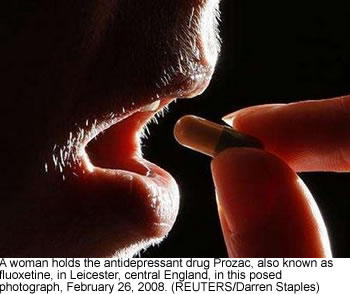 A woman holds the antidepressant drug Prozac, also known as
fluoxetine, in Leicester, central England, in this posed
photograph, February 26, 2008. (REUTERS/Darren Staples)